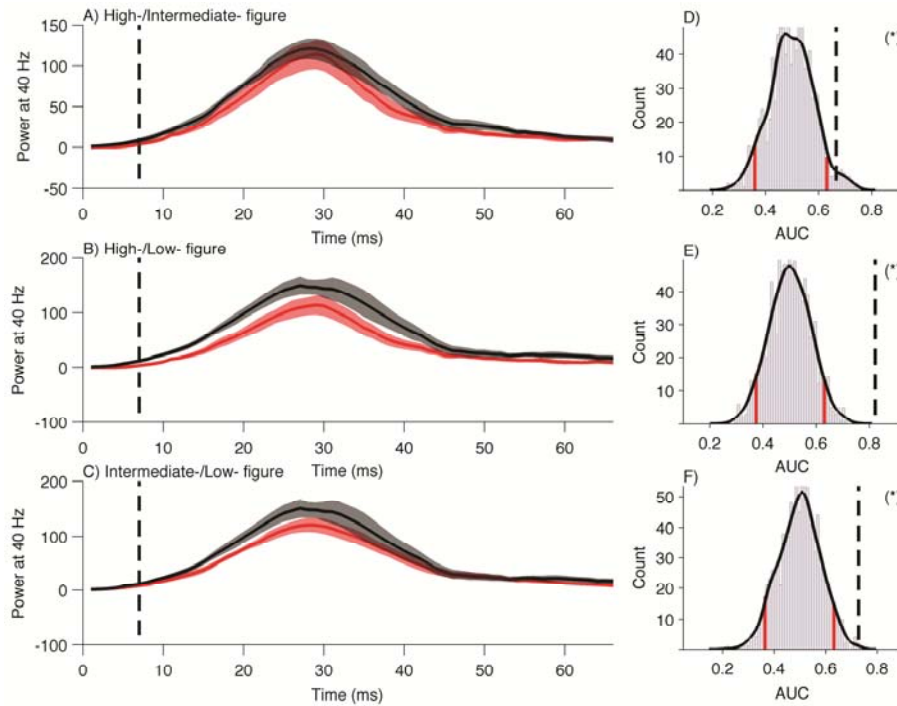 A) High-/Intermediate- figure
150
100
50
0
-50
Power at 40 Hz
0 10 20 30 40 50 60
Time (ms)
B) High-/Low- figure
200
100
0
-100
Power at 40 Hz
0 10 20 30 40 50 60
Time (ms)
C) Intermediate-/Low- figure
200
100
0
-100
Power at 40 Hz
0 10 20 30 40 50 60
Time (ms)
D)
(*)
40
30
20
10
Count
0.2 0.4 0.6 0.8
AUC
E)
(*)
40
30
20
10
Count
0.2 0.4 0.6 0.8
AUC
F)
(*)
50
40
30
20
10
Count
0.2 0.4 0.6 0.8
AUC